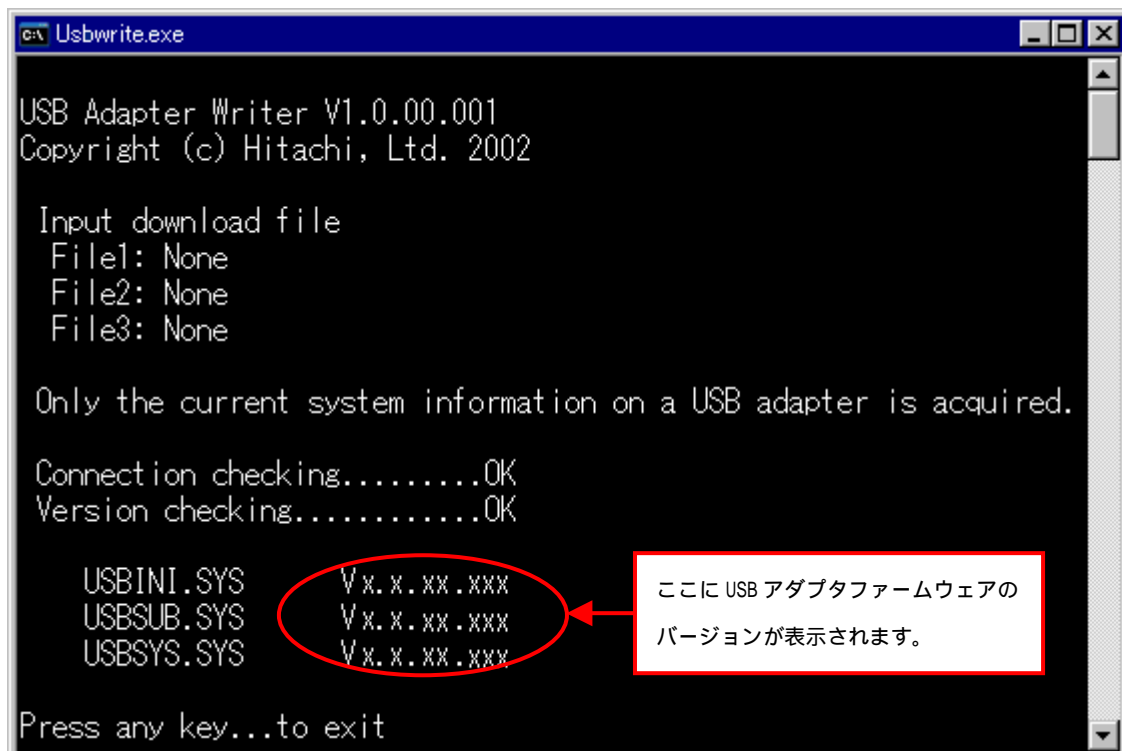 Usbwrite.exe
USB Adapter Writer V1.0.00.001
Copyright (c) Hitachi, Ltd. 2002
Input download file
File1: None
File2: None
File3: None
Only the current system information on a USB adapter is acquired.
Connection checking.........OK
Version checking............OK
USBINI.SYS Vx.x.xx.xxx
USBSUB.SYS Vx.x.xx.xxx
USBSYS.SYS Vx.x.xx.xxx
ここに USB アダプタファームウェアの
バージョンが表示されます。
Press any key...to exit